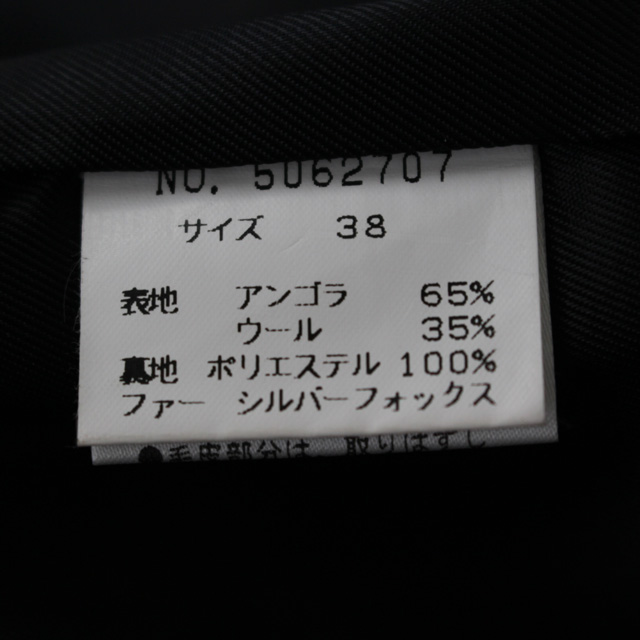 NO. 5062707
サイズ 38
表地 アンゴラ 65%
ウール 35%
裏地 ポリエステル 100%
ファー シルバーフォックス
●毛皮部分は 取りはずし